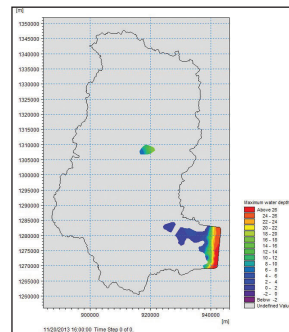 [m]
1350000
1345000
1340000
1335000
1330000
1325000
1320000
1315000
1310000
1305000
1300000
1295000
1290000
1285000
1280000
1275000
1270000
1265000
1260000
900000
920000
940000
[m]
Maximum water depth
Above 26
24 - 26
22 - 24
20 - 22
18 - 20
16 - 18
14 - 16
12 - 14
10 - 12
8 - 10
6 - 8
4 - 6
2 - 4
0 - 2
-2 - 0
Below -2
Undefined Value
11/20/2013 16:00:00 Time Step 0 of 0.